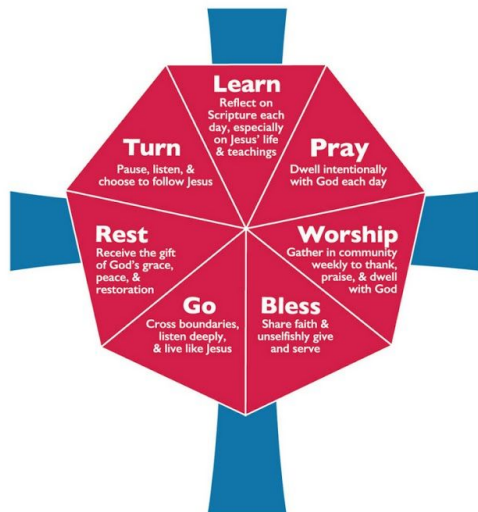 Learn
Reflect on
Scripture each
day, especially
on Jesus' life
& teachings
Turn
Pause, listen, &
choose to follow Jesus
Pray
Dwell intentionally
with God each day
Rest
Receive the gift
of God's grace,
peace, &
restoration
Worship
Gather in community
weekly to thank,
praise, & dwell
with God
Go
Cross boundaries,
listen deeply,
& live like Jesus
Bless
Share faith &
unselfishly give
and serve